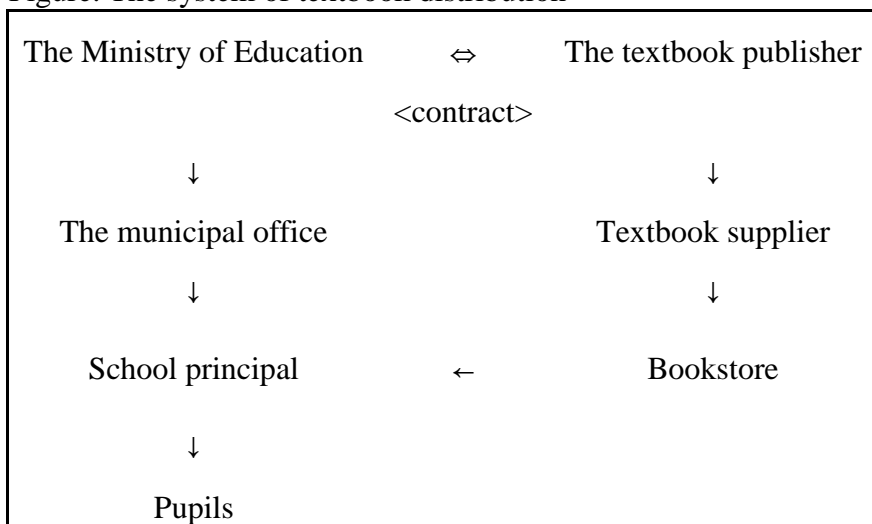 Figure: The system of textbook distribution
The Ministry of Education ⇔ The textbook publisher
<contract>
↓ ↓
The municipal office Textbook supplier
↓ ↓
School principal ← Bookstore
↓
Pupils